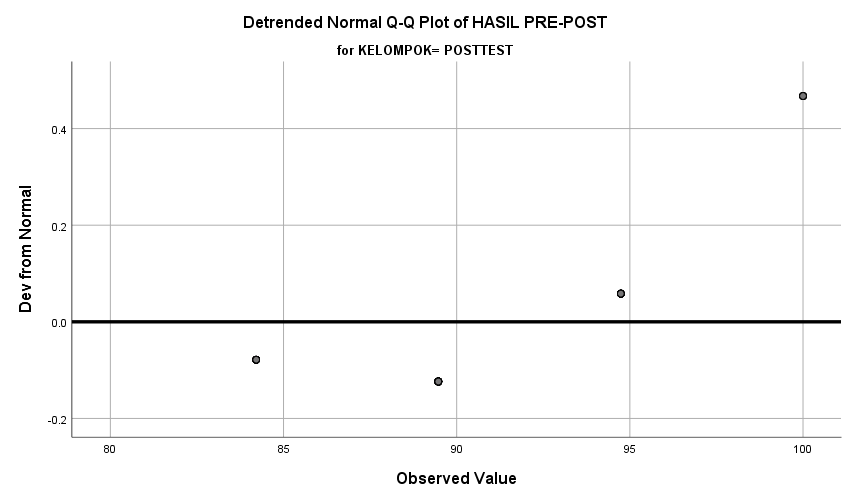 Detrended Normal Q-Q Plot of HASIL PRE-POST
for KELOMPOK= POSTTEST
Dev from Normal
0.4
0.2
0.0
-0.2
80 85 90 95 100
Observed Value